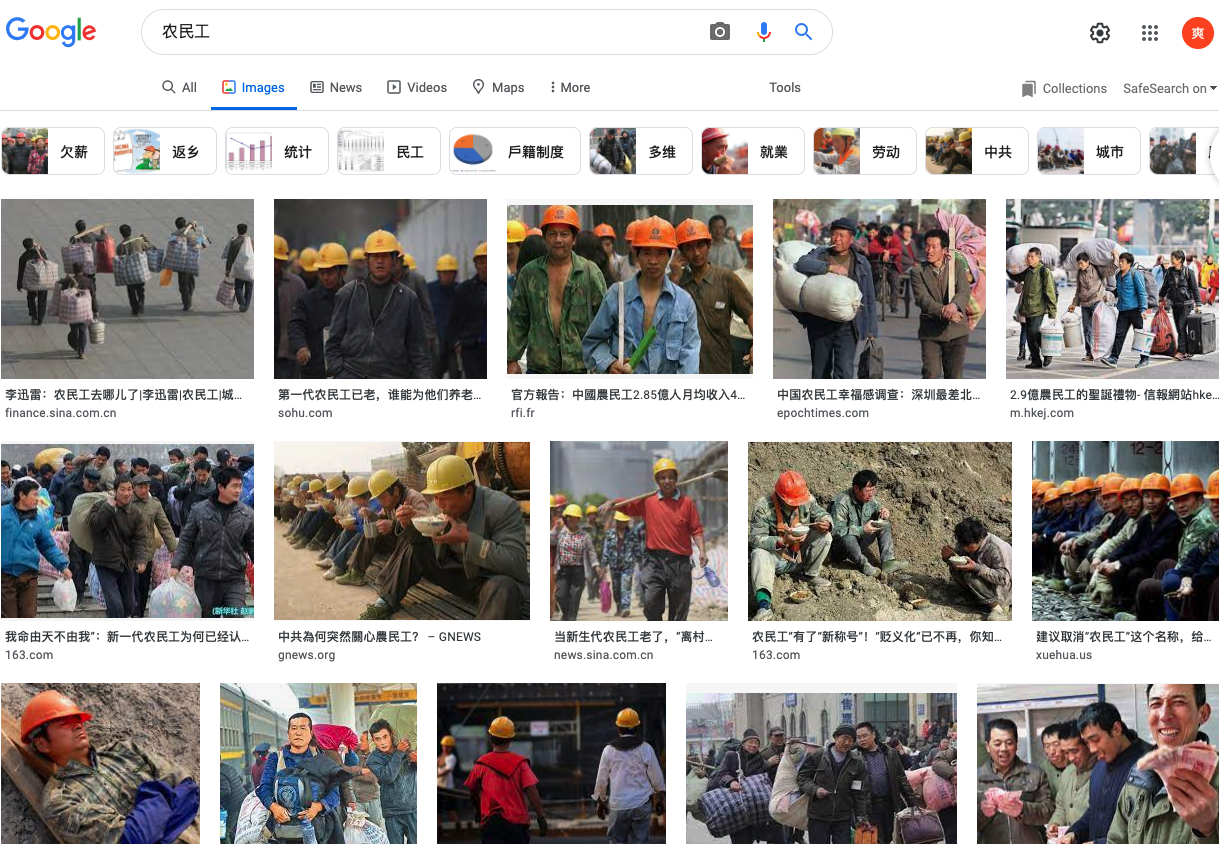 Google
农民工
爽
All
Images
News
Videos
Maps
More
Tools
Collections
SafeSearch on
欠薪
返乡
统计
民工
戶籍制度
多维
就業
劳动
中共
城市
李迅雷：农民工去哪儿了|李迅雷|农民工|城...
finance.sina.com.cn
第一代农民工已老，谁能为他们养老...
sohu.com
官方報告：中國農民工2.85億人月均收入4...
rfi.fr
中国农民工幸福感调查：深圳最差北...
epochtimes.com
2.9億農民工的聖誕禮物- 信報網站hke...
m.hkej.com
(新华社
12-2
售票
我命由天不由我”：新一代农民工为何已经认...
163.com
中共為何突然關心農民工？ – GNEWS
gnews.org
当新生代农民工老了，“离村...
news.sina.com.cn
农民工“有了“新称号”！“贬义化”已不再，你知...
163.com
建议取消“农民工“这个名称，给...
xuehua.us